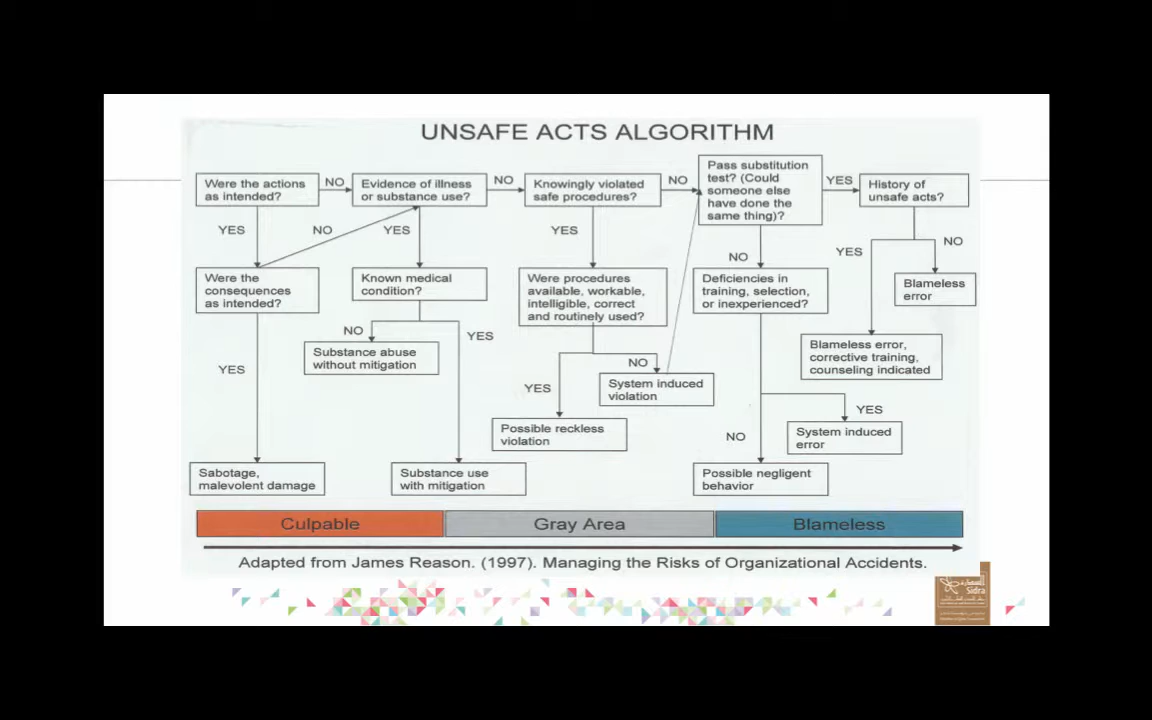 UNSAFE ACTS ALGORITHM
Were the actions
as intended?
NO
Evidence of illness
or substance use?
NO
Knowingly violated
safe procedures?
NO
Pass substitution
test? (Could
someone else
have done the
same thing)?
YES
History of
unsafe acts?
YES
NO
YES
YES
NO
YES
NO
Were the
consequences
as intended?
Known medical
condition?
Were procedures
available, workable,
intelligible, correct
and routinely used?
Deficiencies in
training, selection,
or inexperienced?
Blameless
error
NO
YES
Substance abuse
without mitigation
YES
NO
YES
System induced
violation
Blameless error,
corrective training,
counseling indicated
Possible reckless
violation
NO
YES
System induced
error
Sabotage,
malevolent damage
Substance use
with mitigation
Possible negligent
behavior
Culpable
Gray Area
Blameless
Adapted from James Reason. (1997). Managing the Risks of Organizational Accidents.
السدرة
Sidra